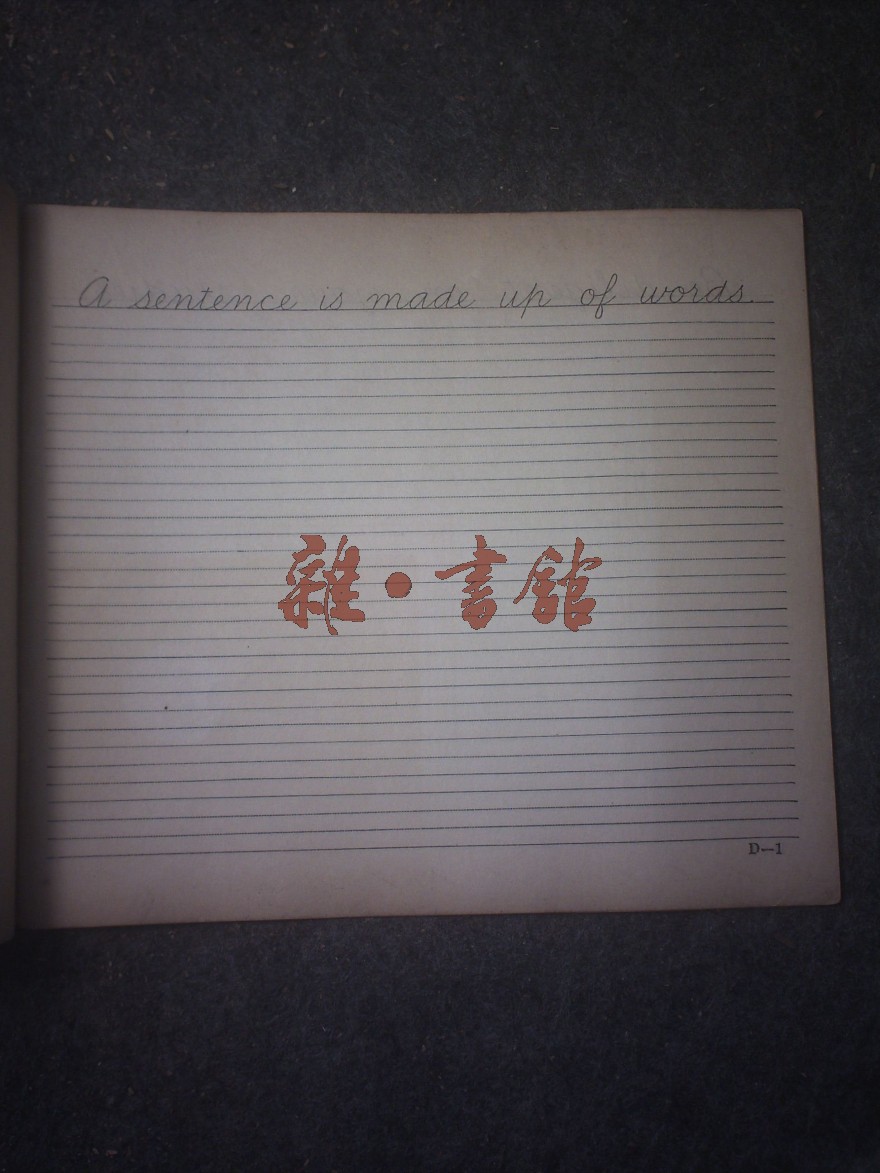 A sentence is made up of words.
雜·書館
D—1